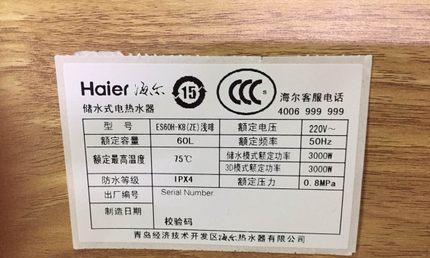 Haier 海尔
15
CCC S
海尔客服电话
储水式电热水器
4006 999 999
型号 ES60H-K8(ZE)浅啡 额定电压 220V~
额定容量 60L 额定频率 50Hz
额定最高温度 75℃ 储水模式额定功率 3000W
3D模式额定功率 3000W
防水等级 IPX4 额定压力 0.8MPa
出厂编号 Serial Number
制造日期
校验码
青岛经济技术开发区海尔热水器有限公司